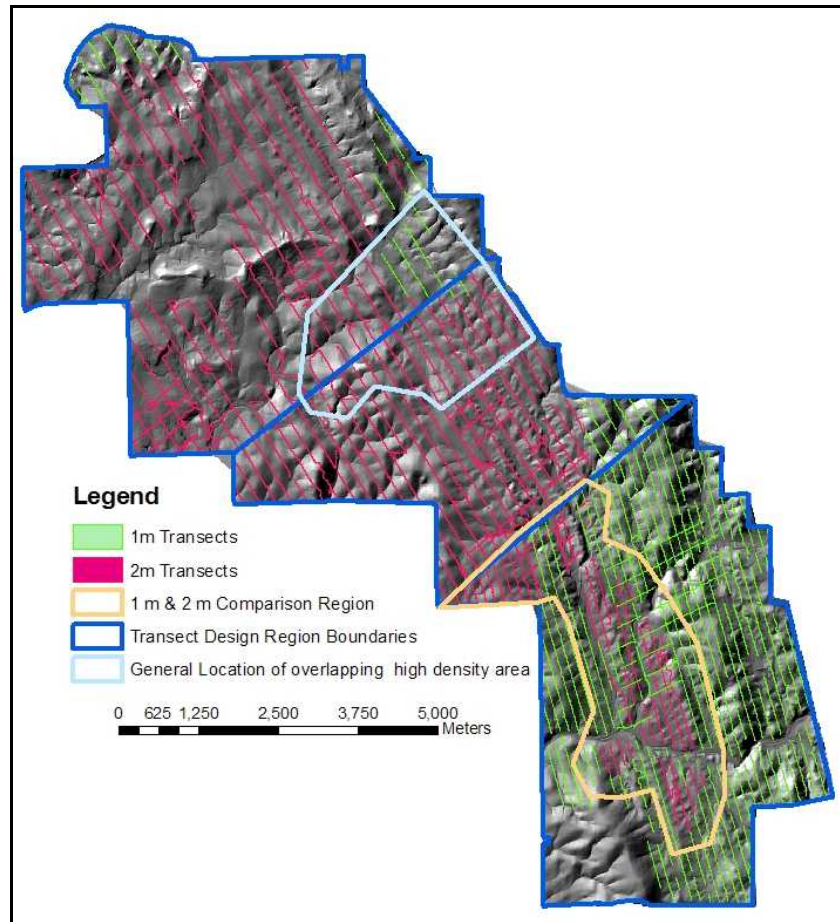 Legend
1m Transects
2m Transects
1 m & 2 m Comparison Region
Transect Design Region Boundaries
General Location of overlapping high density area
0 625 1,250 2,500 3,750 5,000
Meters